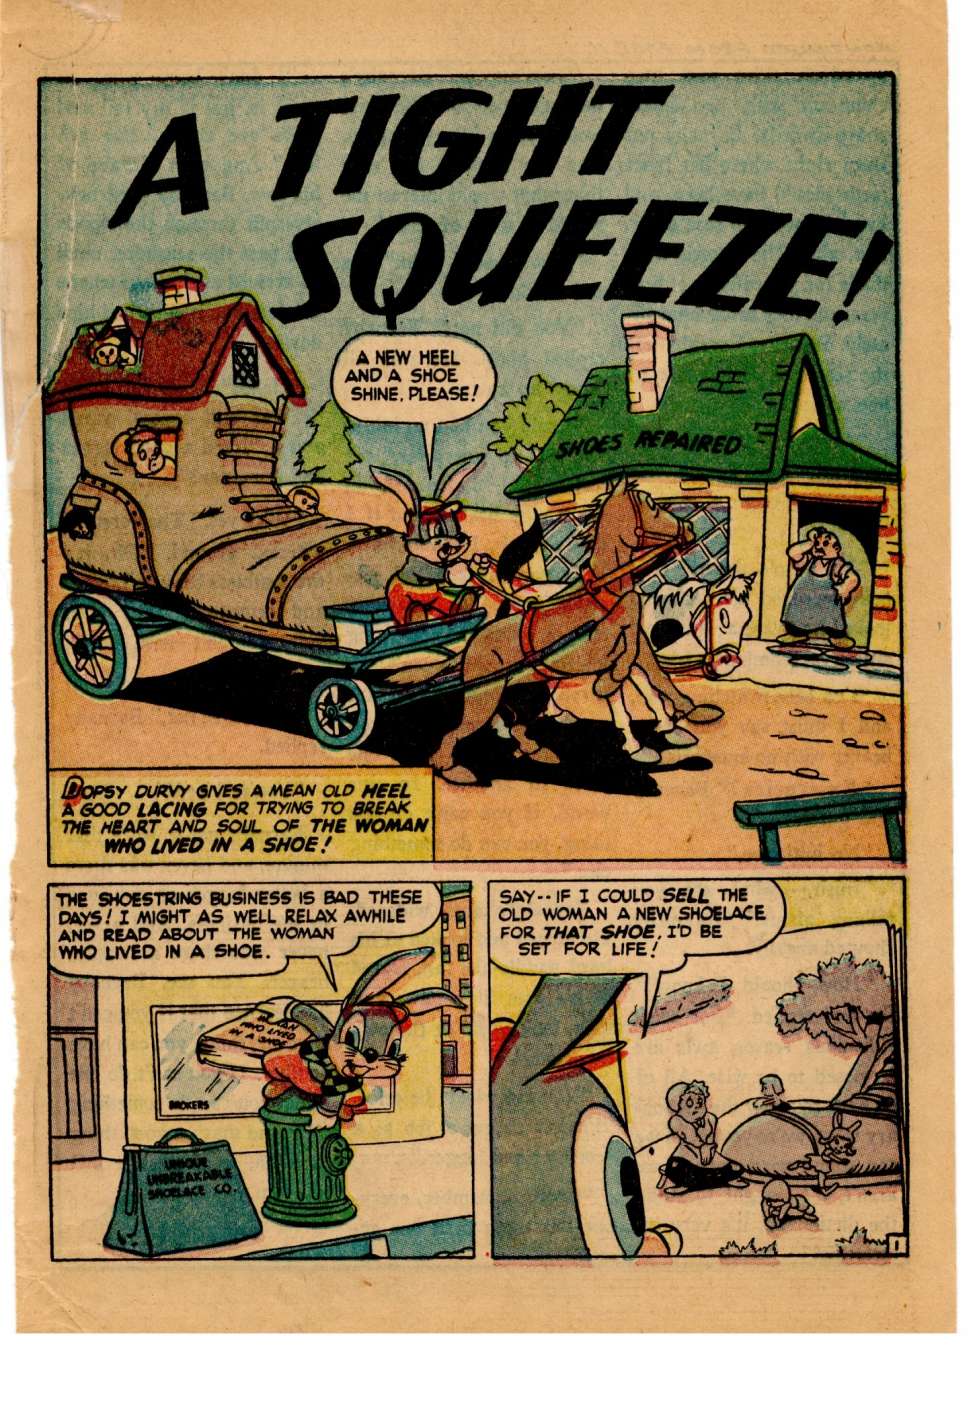 A TIGHT
SQUEEZE!
A NEW HEEL
AND A SHOE
SHINE, PLEASE!
SHOES REPAIRED
POPSY DURVY GIVES A MEAN OLD HEEL
A GOOD LACING FOR TRYING TO BREAK
THE HEART AND SOUL OF THE WOMAN
WHO LIVED IN A SHOE!
THE SHOESTRING BUSINESS IS BAD THESE
DAYS! I MIGHT AS WELL RELAX AWHILE
AND READ ABOUT THE WOMAN
WHO LIVED IN A SHOE.
WHO LIVED
IN A SHOE
BROKERS
UNBREAKABLE
SHOELACE CO.
SAY-- IF I COULD SELL THE
OLD WOMAN A NEW SHOELACE
FOR THAT SHOE, I'D BE
SET FOR LIFE!
1